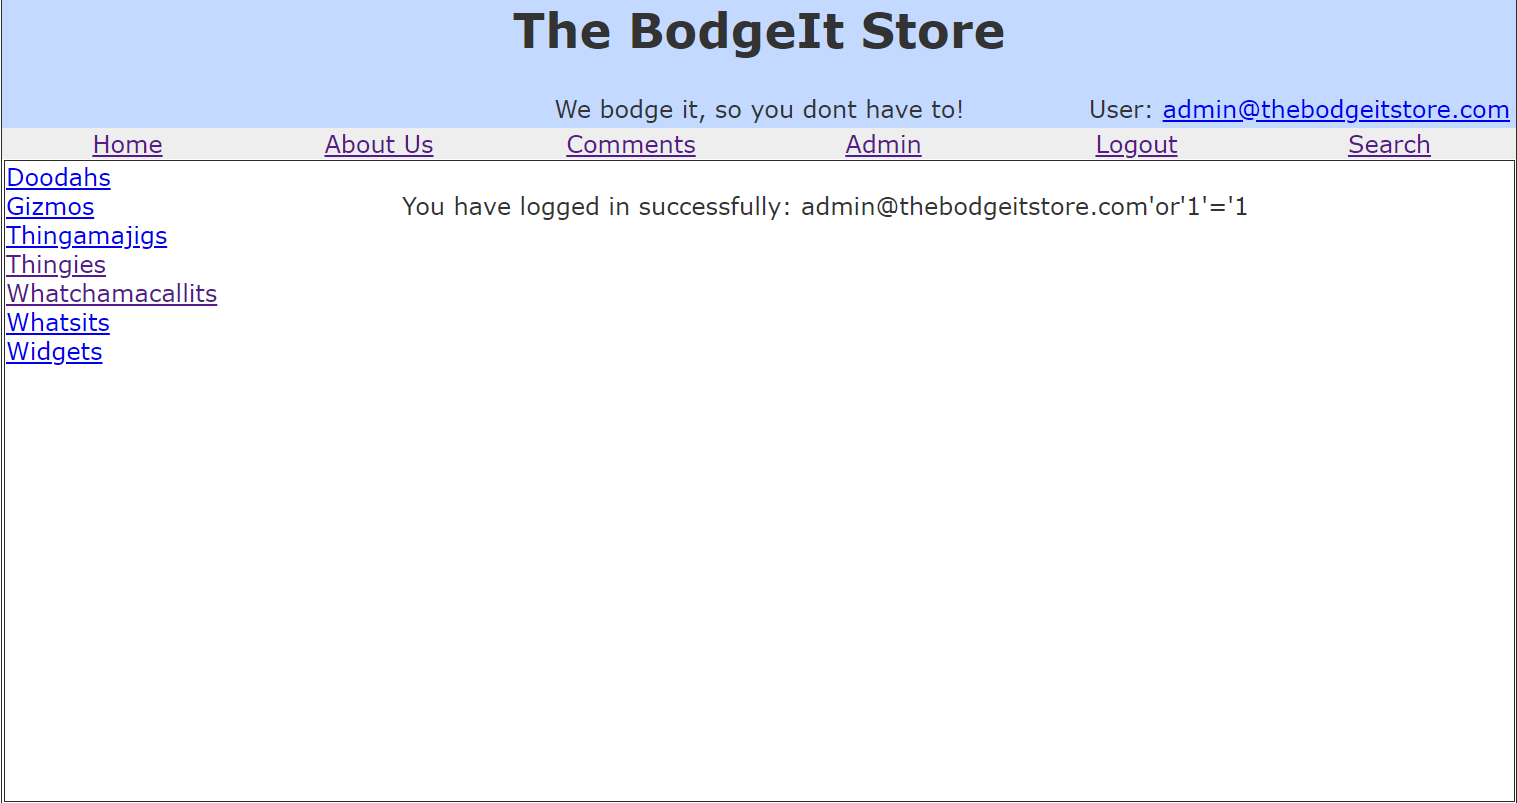 The BodgeIt Store
We bodge it, so you dont have to! User: admin@thebodgeitstore.com
Home About Us Comments Admin Logout Search
Doodahs
Gizmos
Thingamajigs
Thingies
Whatchamacallits
Whatsits
Widgets
You have logged in successfully: admin@thebodgeitstore.com'or'1'='1